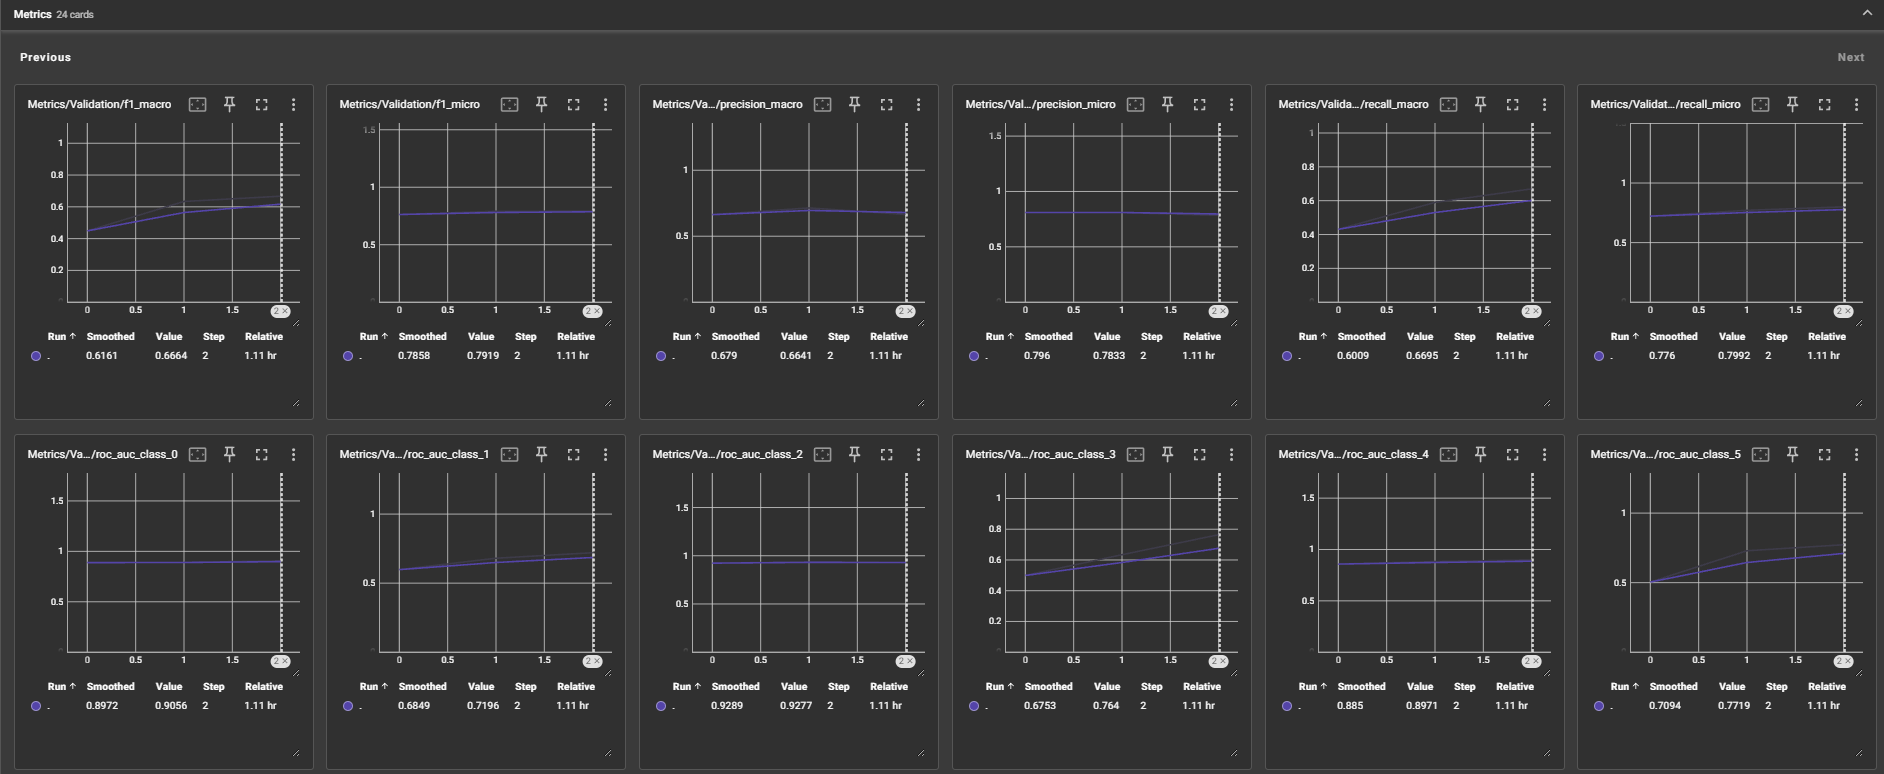 Metrics 24 cards
Previous
Next
Metrics/Validation/f1_macro
1
0.8
0.6
0.4
0.2
0 0.5 1 1.5 2 ×
Run ↑ Smoothed Value Step Relative
. 0.6161 0.6664 2 1.11 hr
Metrics/Validation/f1_micro
1.5
1
0.5
0 0.5 1 1.5 2 ×
Run ↑ Smoothed Value Step Relative
. 0.7858 0.7919 2 1.11 hr
Metrics/Va…/precision_macro
1
0.5
0 0.5 1 1.5 2 ×
Run ↑ Smoothed Value Step Relative
. 0.679 0.6641 2 1.11 hr
Metrics/Val…/precision_micro
1.5
1
0.5
0 0.5 1 1.5 2 ×
Run ↑ Smoothed Value Step Relative
. 0.796 0.7833 2 1.11 hr
Metrics/Valida…/recall_macro
1
0.8
0.6
0.4
0.2
0 0.5 1 1.5 2 ×
Run ↑ Smoothed Value Step Relative
. 0.6009 0.6695 2 1.11 hr
Metrics/Validat…/recall_micro
1
0.5
0 0.5 1 1.5 2 ×
Run ↑ Smoothed Value Step Relative
. 0.776 0.7992 2 1.11 hr
Metrics/Va…/roc_auc_class_0
1.5
1
0.5
0 0.5 1 1.5 2 ×
Run ↑ Smoothed Value Step Relative
. 0.8972 0.9056 2 1.11 hr
Metrics/Va…/roc_auc_class_1
1
0.5
0 0.5 1 1.5 2 ×
Run ↑ Smoothed Value Step Relative
. 0.6849 0.7196 2 1.11 hr
Metrics/Va…/roc_auc_class_2
1.5
1
0.5
0 0.5 1 1.5 2 ×
Run ↑ Smoothed Value Step Relative
. 0.9289 0.9277 2 1.11 hr
Metrics/Va…/roc_auc_class_3
1
0.8
0.6
0.4
0.2
0 0.5 1 1.5 2 ×
Run ↑ Smoothed Value Step Relative
. 0.6753 0.764 2 1.11 hr
Metrics/Va…/roc_auc_class_4
1.5
1
0.5
0 0.5 1 1.5 2 ×
Run ↑ Smoothed Value Step Relative
. 0.885 0.8971 2 1.11 hr
Metrics/Va…/roc_auc_class_5
1
0.5
0 0.5 1 1.5 2 ×
Run ↑ Smoothed Value Step Relative
. 0.7094 0.7719 2 1.11 hr